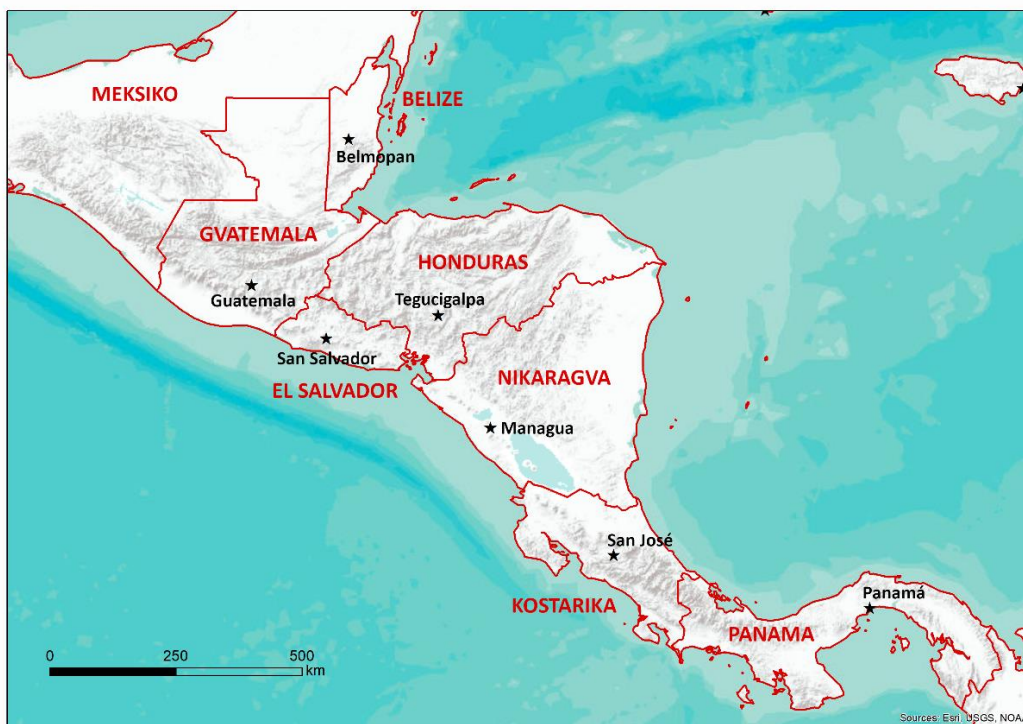 MEKSIKO
BELIZE
Belmopan
GVATEMALA
HONDURAS
Guatemala
Tegucigalpa
San Salvador
EL SALVADOR
NIKARAGVA
Managua
San José
KOSTARIKA
Panamá
PANAMA
0 250 500
km
Sources: Esri, USGS, NOA